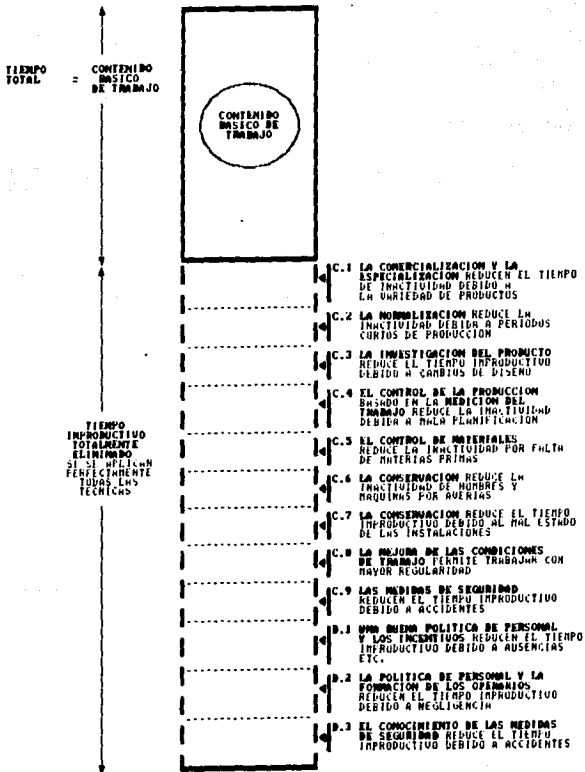 TIEMPO
TOTAL = CONTENIDO
BASICO
DE TRABAJO
CONTENIDO
BASICO DE
TRABAJO
TIEMPO
IMPRODUCTIVO
TOTALMENTE
ELIMINADO
SI SE APLICAN
PERFECTAMENTE
TODAS LAS
TECNICAS
C.1 LA COMERCIALIZACION Y LA
ESPECIALIZACION REDUCEN EL TIEMPO
DE INACTIVIDAD DEBIDO A
LA VARIEDAD DE PRODUCTOS
C.2 LA NORMALIZACION REDUCE LA
INACTIVIDAD DEBIDA A PERIODOS
CORTOS DE PRODUCCION
C.3 LA INVESTIGACION DEL PRODUCTO
REDUCE EL TIEMPO IMPRODUCTIVO
DEBIDO A CAMBIOS DE DISENO
C.4 EL CONTROL DE LA PRODUCCION
BASADO EN LA MEDICION DEL
TRABAJO REDUCE LA INACTIVIDAD
DEBIDA A MALA PLANIFICACION
C.5 EL CONTROL DE MATERIALES
REDUCE LA INACTIVIDAD POR FALTA
DE MATERIAS PRIMAS
C.6 LA CONSERVACION REDUCE LA
INACTIVIDAD DE HOMBRES Y
MAQUINAS POR AVERIAS
C.7 LA CONSERVACION REDUCE EL TIEMPO
IMPRODUCTIVO DEBIDO AL MAL ESTADO
DE LAS INSTALACIONES
C.8 LA MEJORA DE LAS CONDICIONES
DE TRABAJO PERMITE TRABAJAR CON
MAYOR REGULARIDAD
C.9 LAS MEDIDAS DE SEGURIDAD
REDUCEN EL TIEMPO IMPRODUCTIVO
DEBIDO A ACCIDENTES
D.1 UNA BUENA POLITICA DE PERSONAL
Y LOS INCENTIVOS REDUCEN EL TIEMPO
IMPRODUCTIVO DEBIDO A AUSENCIAS
ETC.
D.2 LA POLITICA DE PERSONAL Y LA
FORMACION DE LOS OPERARIOS
REDUCEN EL TIEMPO IMPRODUCTIVO
DEBIDO A NEGLIGENCIA
D.3 EL CONOCIMIENTO DE LAS MEDIDAS
DE SEGURIDAD REDUCE EL TIEMPO
IMPRODUCTIVO DEBIDO A ACCIDENTES